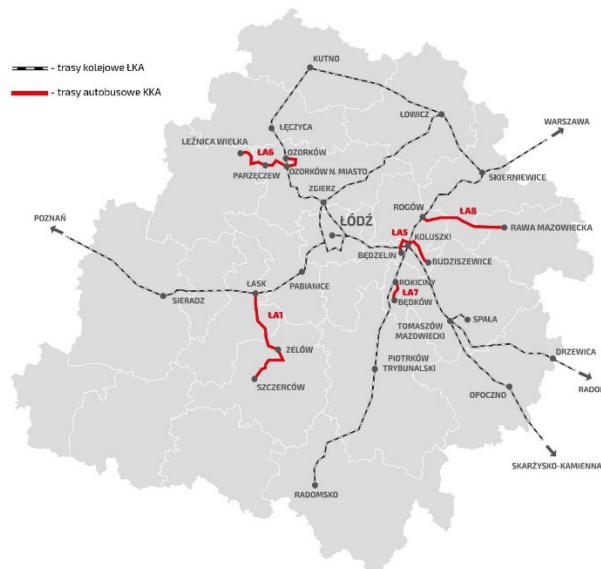 - trasy kolejowe ŁKA
- trasy autobusowe KKA
KUTNO
ŁOWICZ
WARSZAWA
ŁĘCZYCA
LEŹNICA WIELKA
ŁA6
OZORKÓW
PARZĘCZEW
OZORKÓW N. MIASTO
SKIERNIEWICE
ZGIERZ
ROGÓW
ŁA8
POZNAŃ
ŁÓDŹ
RAWA MAZOWIECKA
ŁA5
KOLUSZKI
BĘDZELIN
BUDZISZEWICE
PABIANICE
ROKICINY
ŁASK
ŁA7
BĘDKÓW
SIERADZ
ŁA1
SPAŁA
TOMASZÓW
MAZOWIECKI
ZELÓW
DRZEWICA
PIOTRKÓW
TRYBUNALSKI
SZCZERCÓW
OPOCZNO
RADOM
SKARŻYSKO-KAMIENNA
RADOMSKO